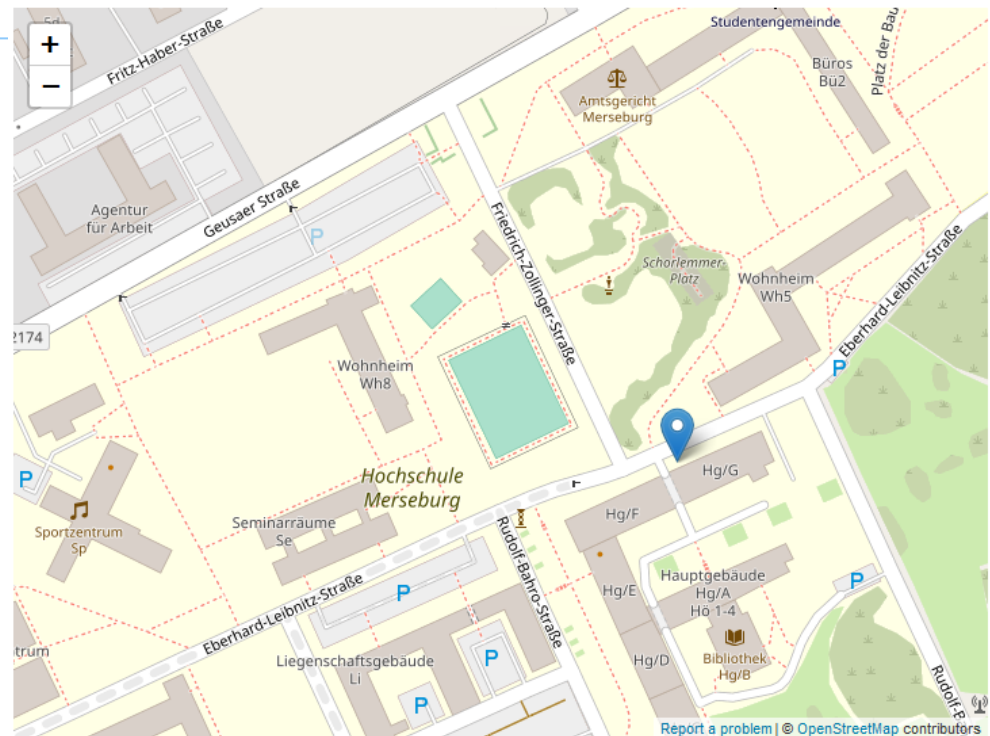 +
−
Fritz-Haber-Straße
Studentengemeinde
Büros
Bü2
Platz der Bau
Amtsgericht
Merseburg
Agentur
für Arbeit
Geusaer Straße
P
Friedrich-Zollinger-Straße
Schorlemmer-
Platz
Wohnheim
Wh5
Eberhard-Leibnitz-Straße
2174
Wohnheim
Wh8
P
P
Hochschule
Merseburg
Hg/G
Sportzentrum
Sp
Seminarräume
Se
Hg/F
Rudolf-Bahro-Straße
Eberhard-Leibnitz-Straße
P
Hg/E
Hauptgebäude
Hg/A
Hö 1-4
P
trum
Liegenschaftsgebäude
Li
P
Hg/D
Bibliothek
Hg/B
P
Rudolf-B
Report a problem | © OpenStreetMap contributors